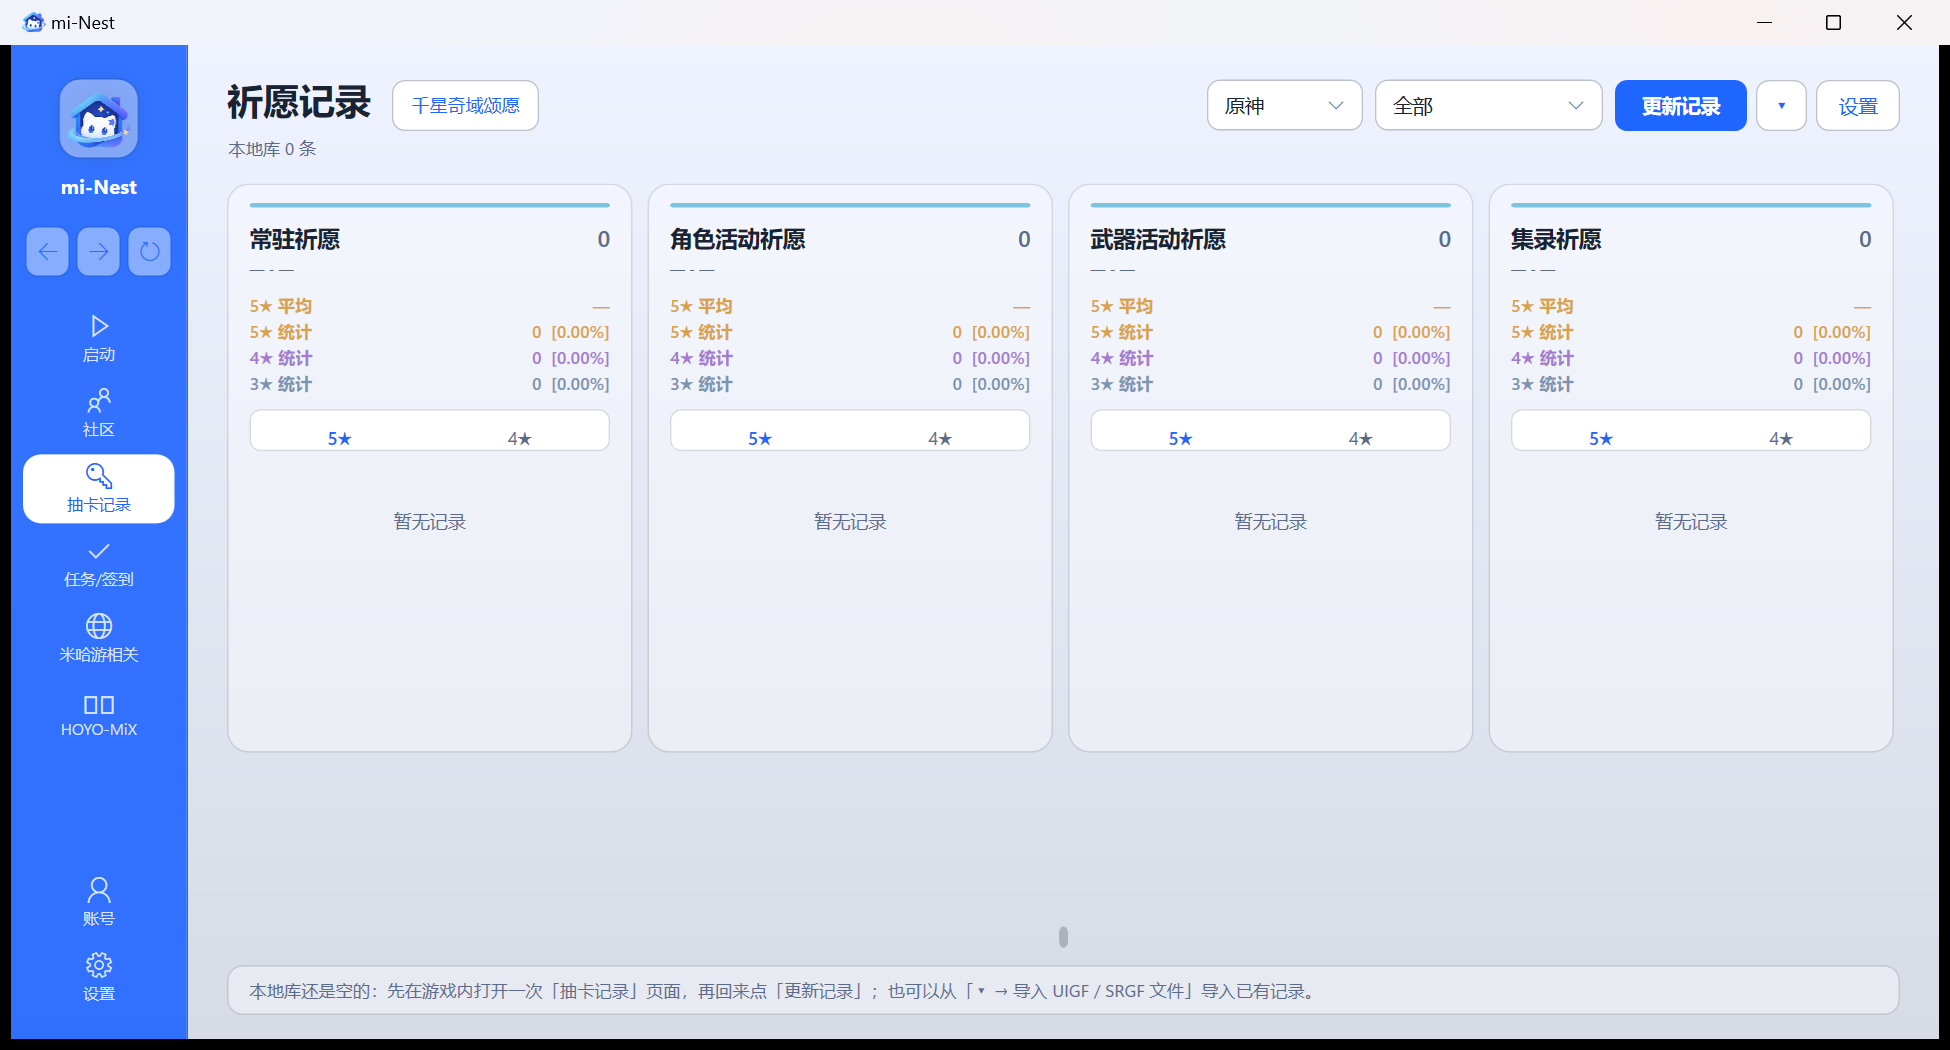 mi-Nest
mi-Nest
启动
社区
抽卡记录
任务/签到
米哈游相关
HOYO-MiX
账号
设置
祈愿记录
千星奇域颂愿
原神
全部
更新记录
▾
设置
本地库 0 条
常驻祈愿 0
— - —
5★ 平均 —
5★ 统计 0 [0.00%]
4★ 统计 0 [0.00%]
3★ 统计 0 [0.00%]
5★ 4★
暂无记录
角色活动祈愿 0
— - —
5★ 平均 —
5★ 统计 0 [0.00%]
4★ 统计 0 [0.00%]
3★ 统计 0 [0.00%]
5★ 4★
暂无记录
武器活动祈愿 0
— - —
5★ 平均 —
5★ 统计 0 [0.00%]
4★ 统计 0 [0.00%]
3★ 统计 0 [0.00%]
5★ 4★
暂无记录
集录祈愿 0
— - —
5★ 平均 —
5★ 统计 0 [0.00%]
4★ 统计 0 [0.00%]
3★ 统计 0 [0.00%]
5★ 4★
暂无记录
本地库还是空的：先在游戏内打开一次「抽卡记录」页面，再回来点「更新记录」；也可以从「▾ → 导入 UIGF / SRGF 文件」导入已有记录。